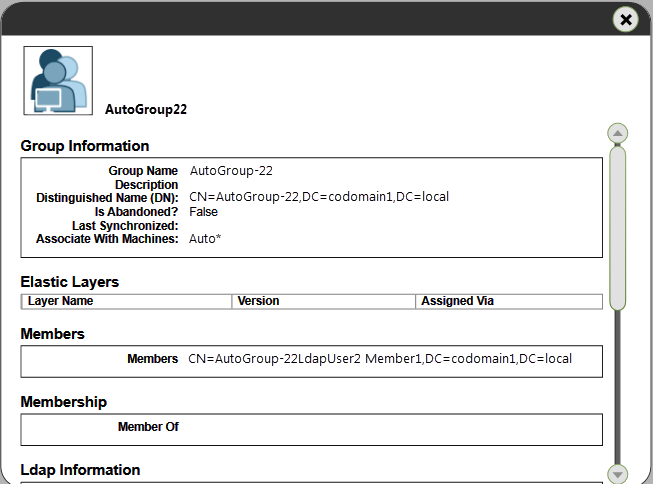 AutoGroup22
Group Information
Group Name AutoGroup-22
Description
Distinguished Name (DN): CN=AutoGroup-22,DC=codomain1,DC=local
Is Abandoned? False
Last Synchronized:
Associate With Machines: Auto*
Elastic Layers
Layer Name Version Assigned Via
Members
Members CN=AutoGroup-22LdapUser2 Member1,DC=codomain1,DC=local
Membership
Member Of
Ldap Information